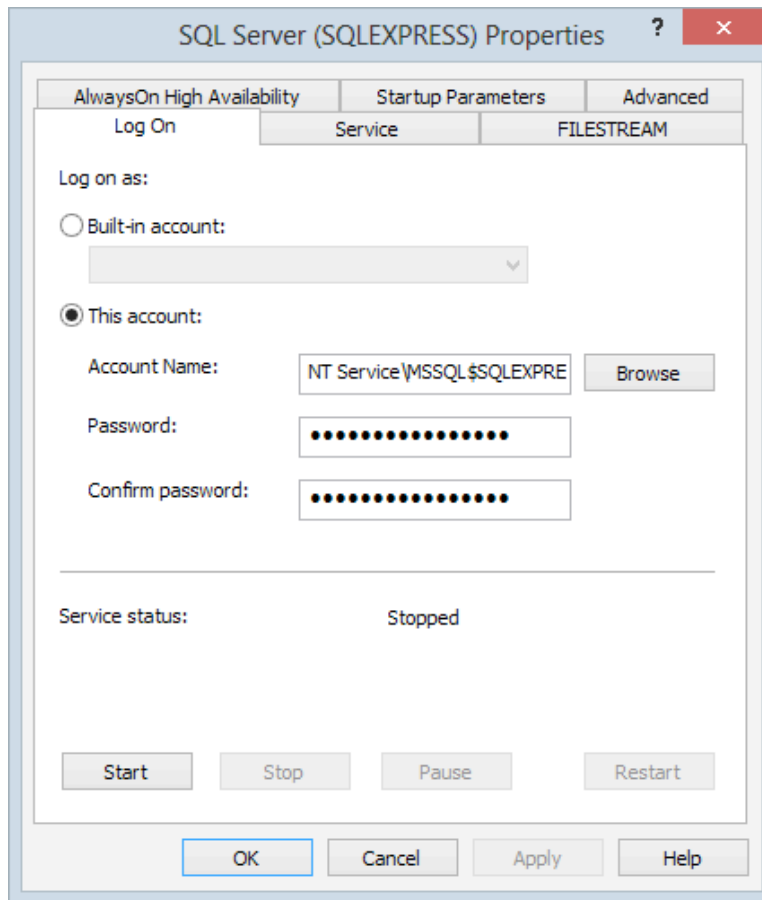 SQL Server (SQLEXPRESS) Properties ? ×
AlwaysOn High Availability Startup Parameters Advanced
Log On Service FILESTREAM
Log on as:
Built-in account:
This account:
Account Name: NT Service\MSSQL$SQLEXPRE Browse
Password: ••••••••••••••••
Confirm password: ••••••••••••••••
Service status: Stopped
Start Stop Pause Restart
OK Cancel Apply Help